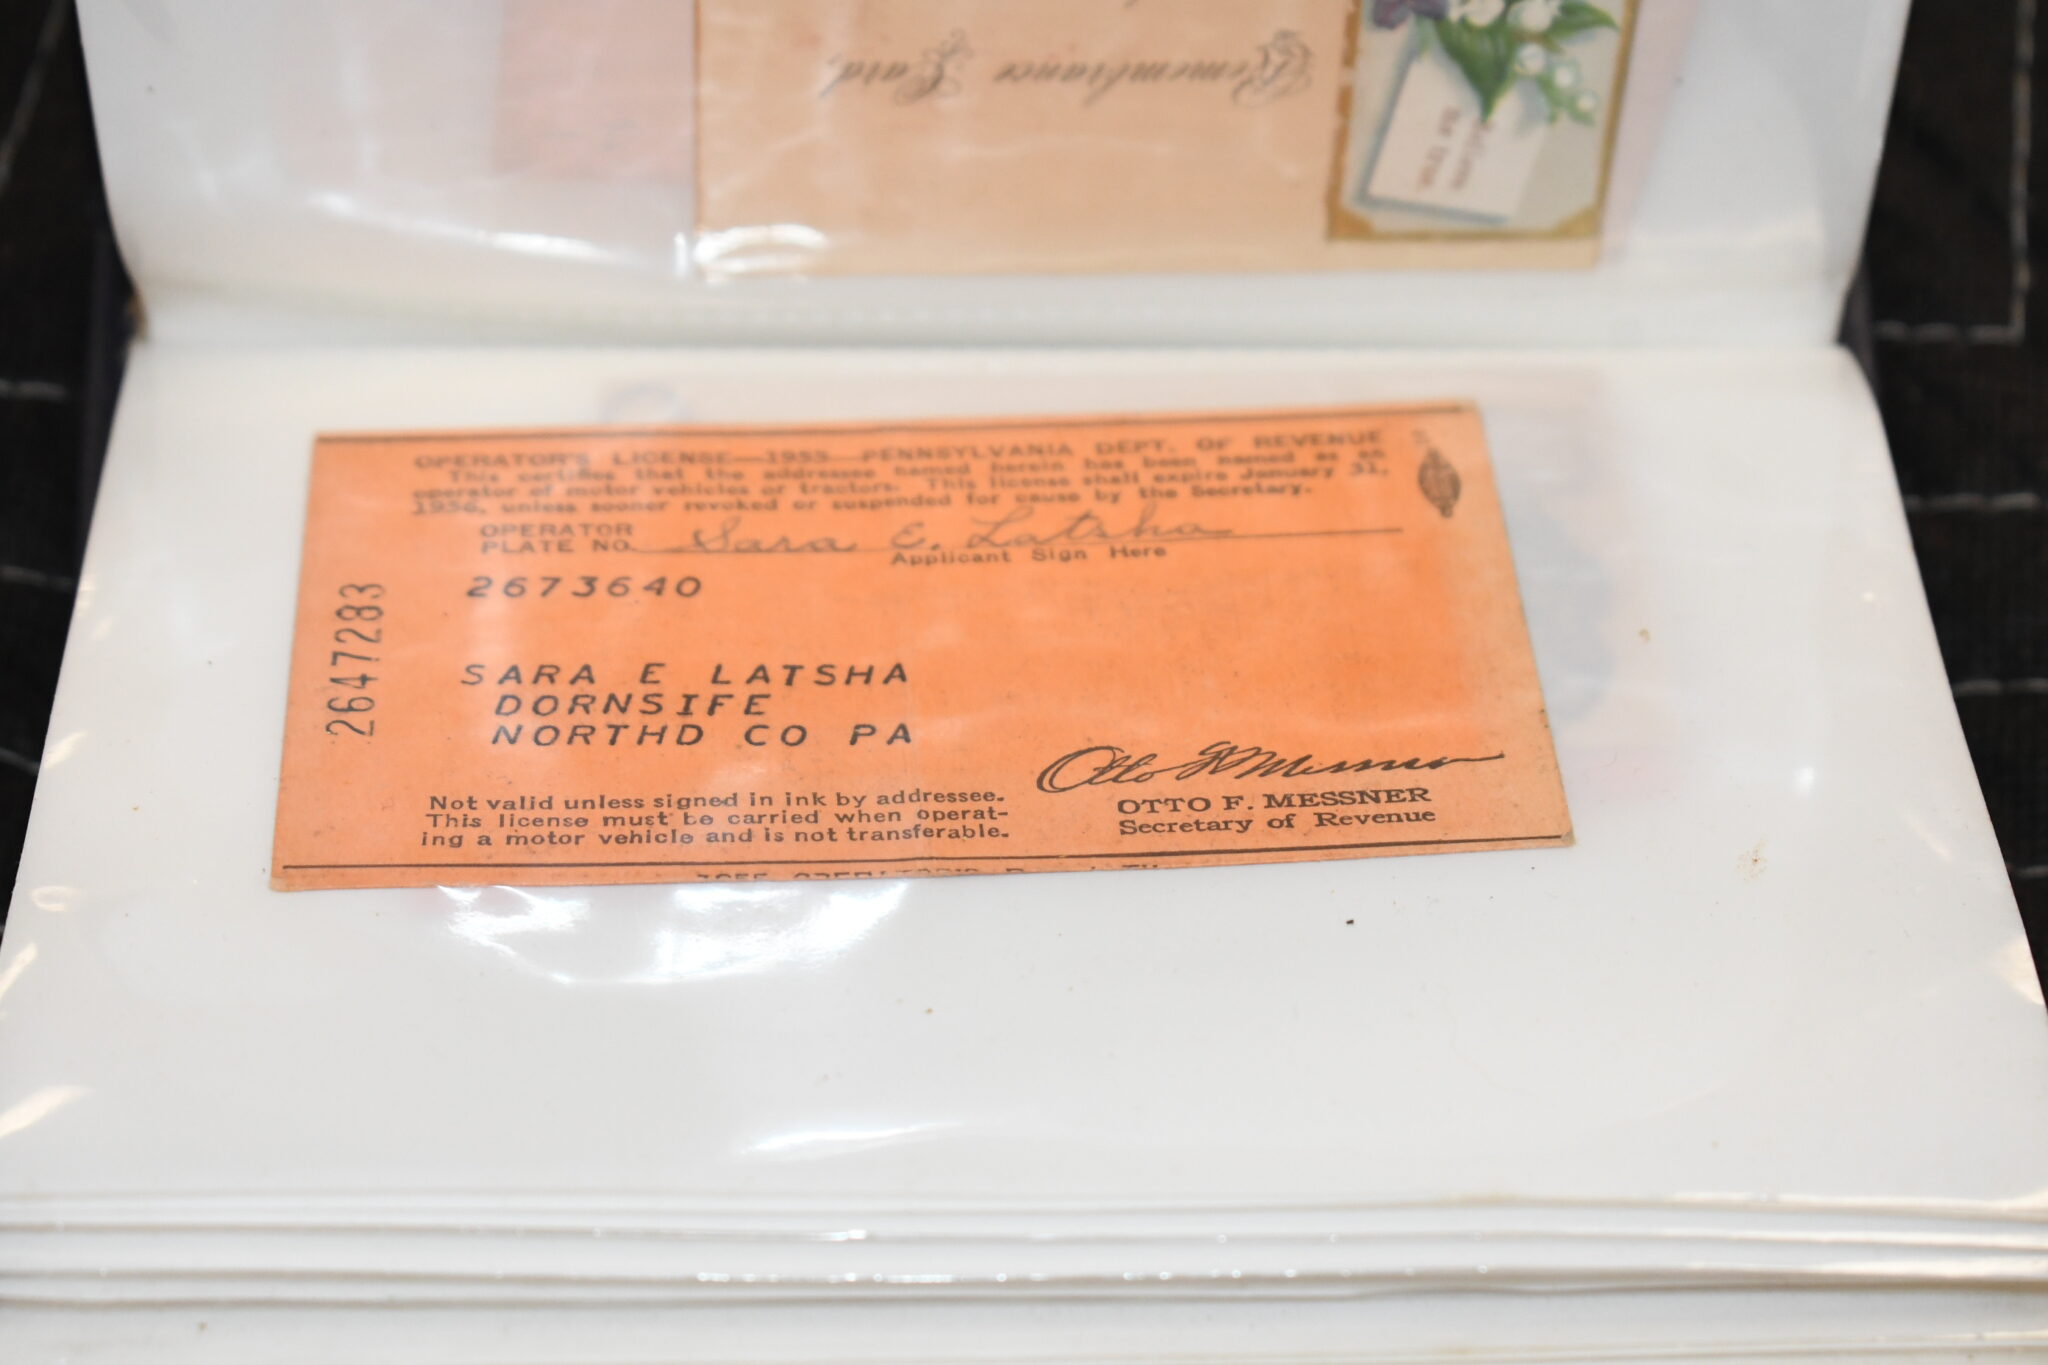 Remembrance Card.
OPERATOR'S LICENSE—1955 PENNSYLVANIA DEPT. OF REVENUE
This certifies that the addressee named herein has been named as an
operator of motor vehicles or tractors. This license shall expire January 31,
1956, unless sooner revoked or suspended for cause by the Secretary.
OPERATOR
PLATE NO. Sara E. Latsha
Applicant Sign Here
2673640
2647283
SARA E LATSHA
DORNSIFE
NORTHD CO PA
Otto F. Messner
OTTO F. MESSNER
Secretary of Revenue
Not valid unless signed in ink by addressee.
This license must be carried when operat-
ing a motor vehicle and is not transferable.